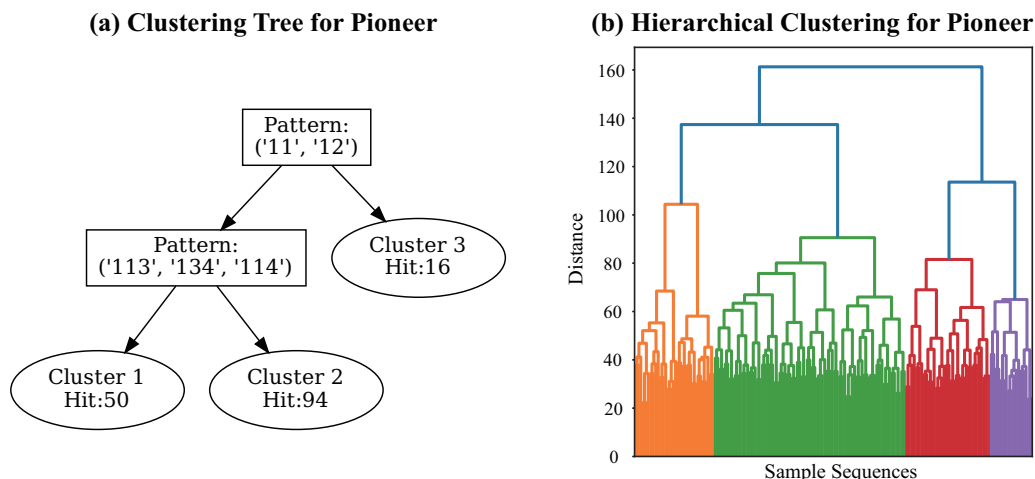 (a) Clustering Tree for Pioneer
Pattern:
('11', '12')
Pattern:
('113', '134', '114')
Cluster 3
Hit:16
Cluster 1
Hit:50
Cluster 2
Hit:94
(b) Hierarchical Clustering for Pioneer
160
140
120
100
80
60
40
20
0
Distance
Sample Sequences